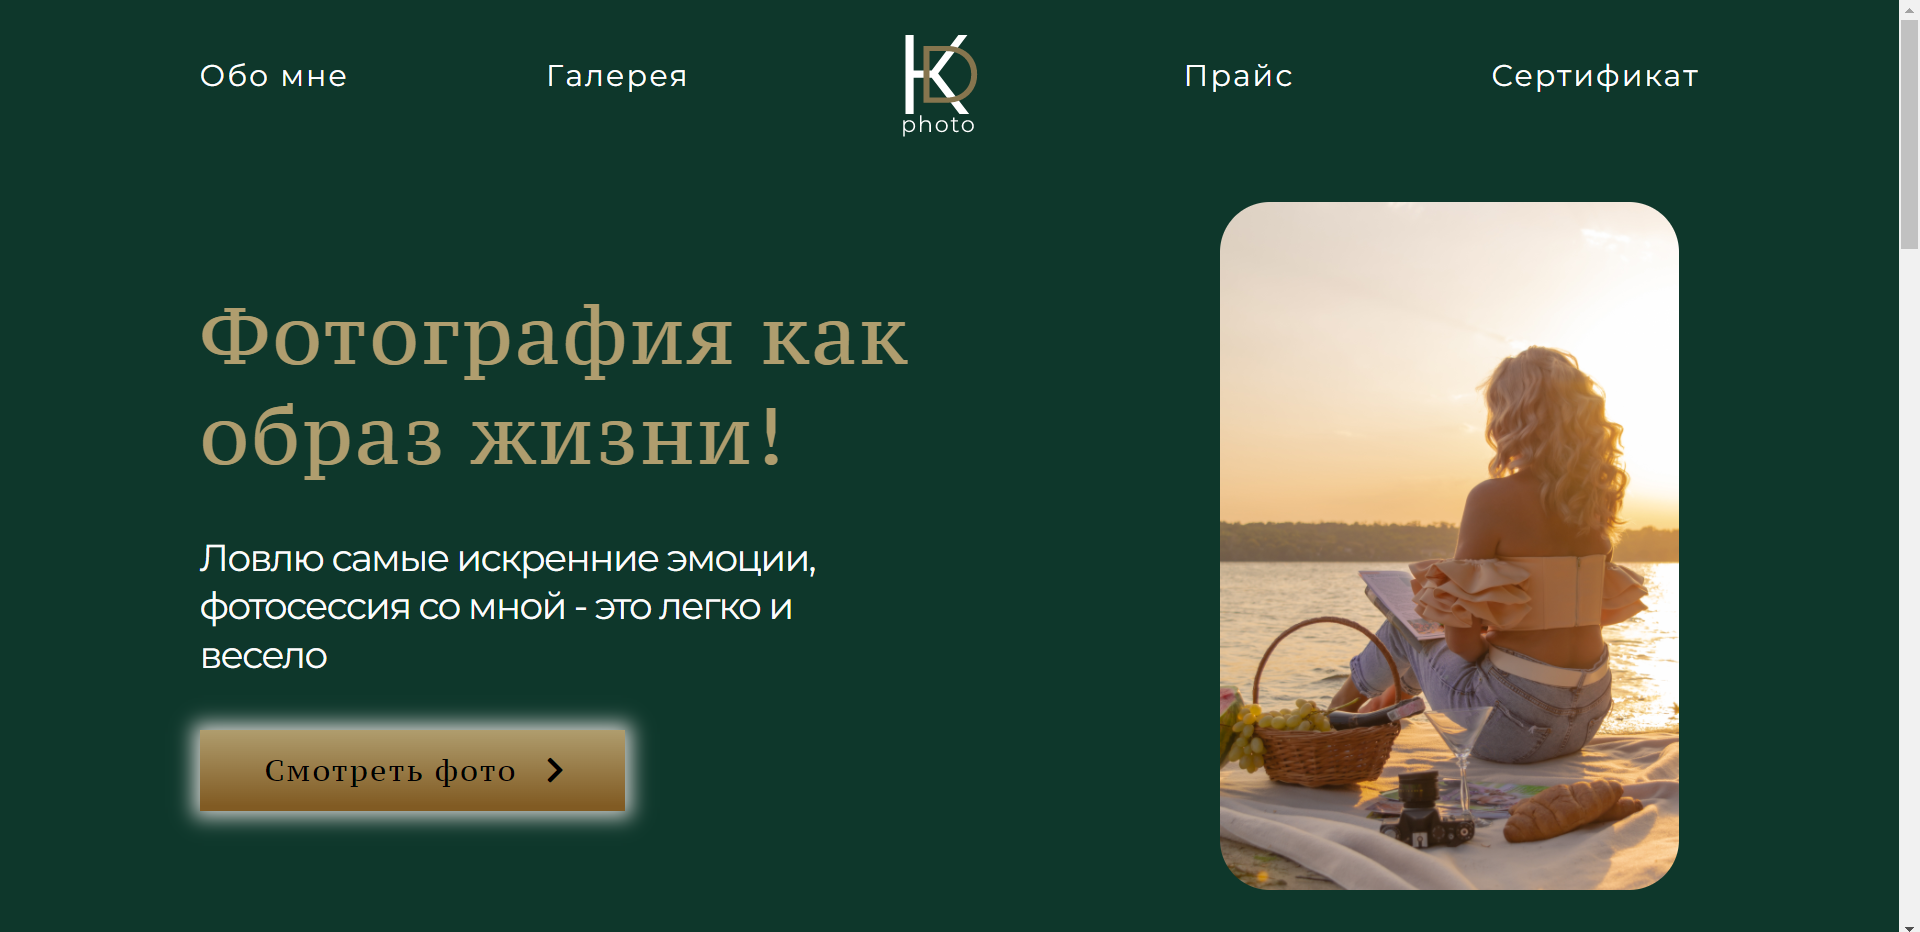 Обо мне
Галерея
KD
photo
Прайс
Сертификат
Фотография как
образ жизни!
Ловлю самые искренние эмоции,
фотосессия со мной - это легко и
весело
Смотреть фото